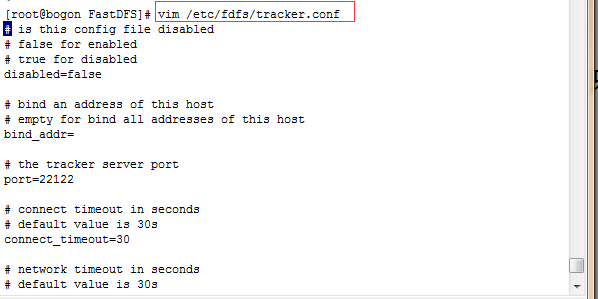 [root@bogon FastDFS]# vim /etc/fdfs/tracker.conf
# is this config file disabled
# false for enabled
# true for disabled
disabled=false
# bind an address of this host
# empty for bind all addresses of this host
bind_addr=
# the tracker server port
port=22122
# connect timeout in seconds
# default value is 30s
connect_timeout=30
# network timeout in seconds
# default value is 30s